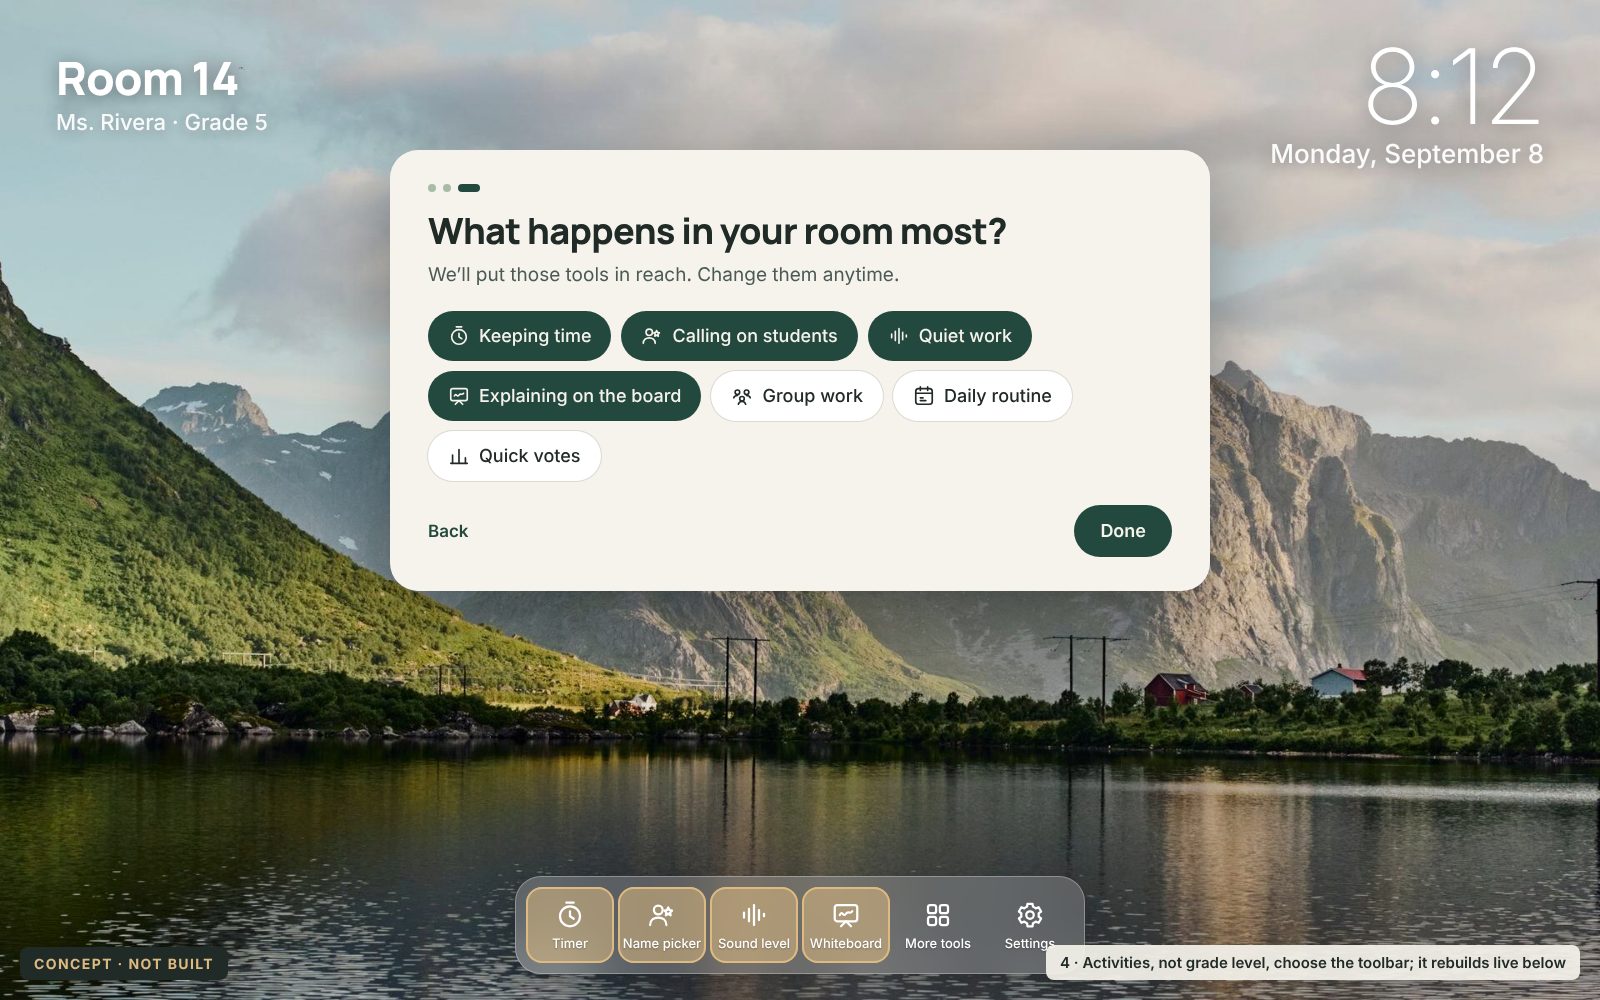 Room 14
Ms. Rivera · Grade 5
8:12
Monday, September 8
What happens in your room most?
We’ll put those tools in reach. Change them anytime.
Keeping time
Calling on students
Quiet work
Explaining on the board
Group work
Daily routine
Quick votes
Back
Done
Timer
Name picker
Sound level
Whiteboard
More tools
Settings
CONCEPT · NOT BUILT
4 · Activities, not grade level, choose the toolbar; it rebuilds live below